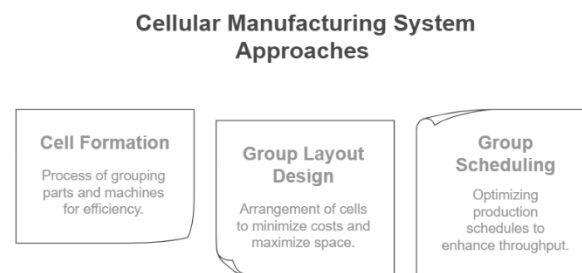 Cellular Manufacturing System
Approaches
Cell Formation
Process of grouping
parts and machines
for efficiency.
Group Layout
Design
Arrangement of cells
to minimize costs and
maximize space.
Group
Scheduling
Optimizing
production
schedules to
enhance throughput.